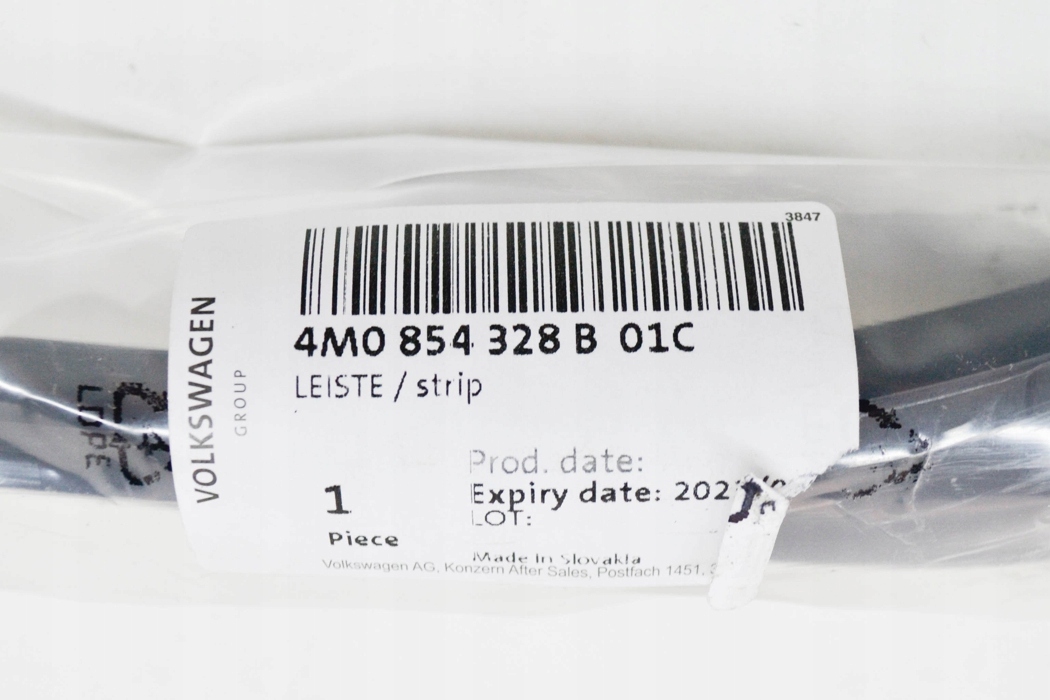 3847
4M0 854 328 B 01C
LEISTE / strip
VOLKSWAGEN
GROUP
Prod. date:
1
Expiry date:
LOT:
Piece
Made In Slovakia
Volkswagen AG, Konzern After Sales, Postfach 1451,
LDPE